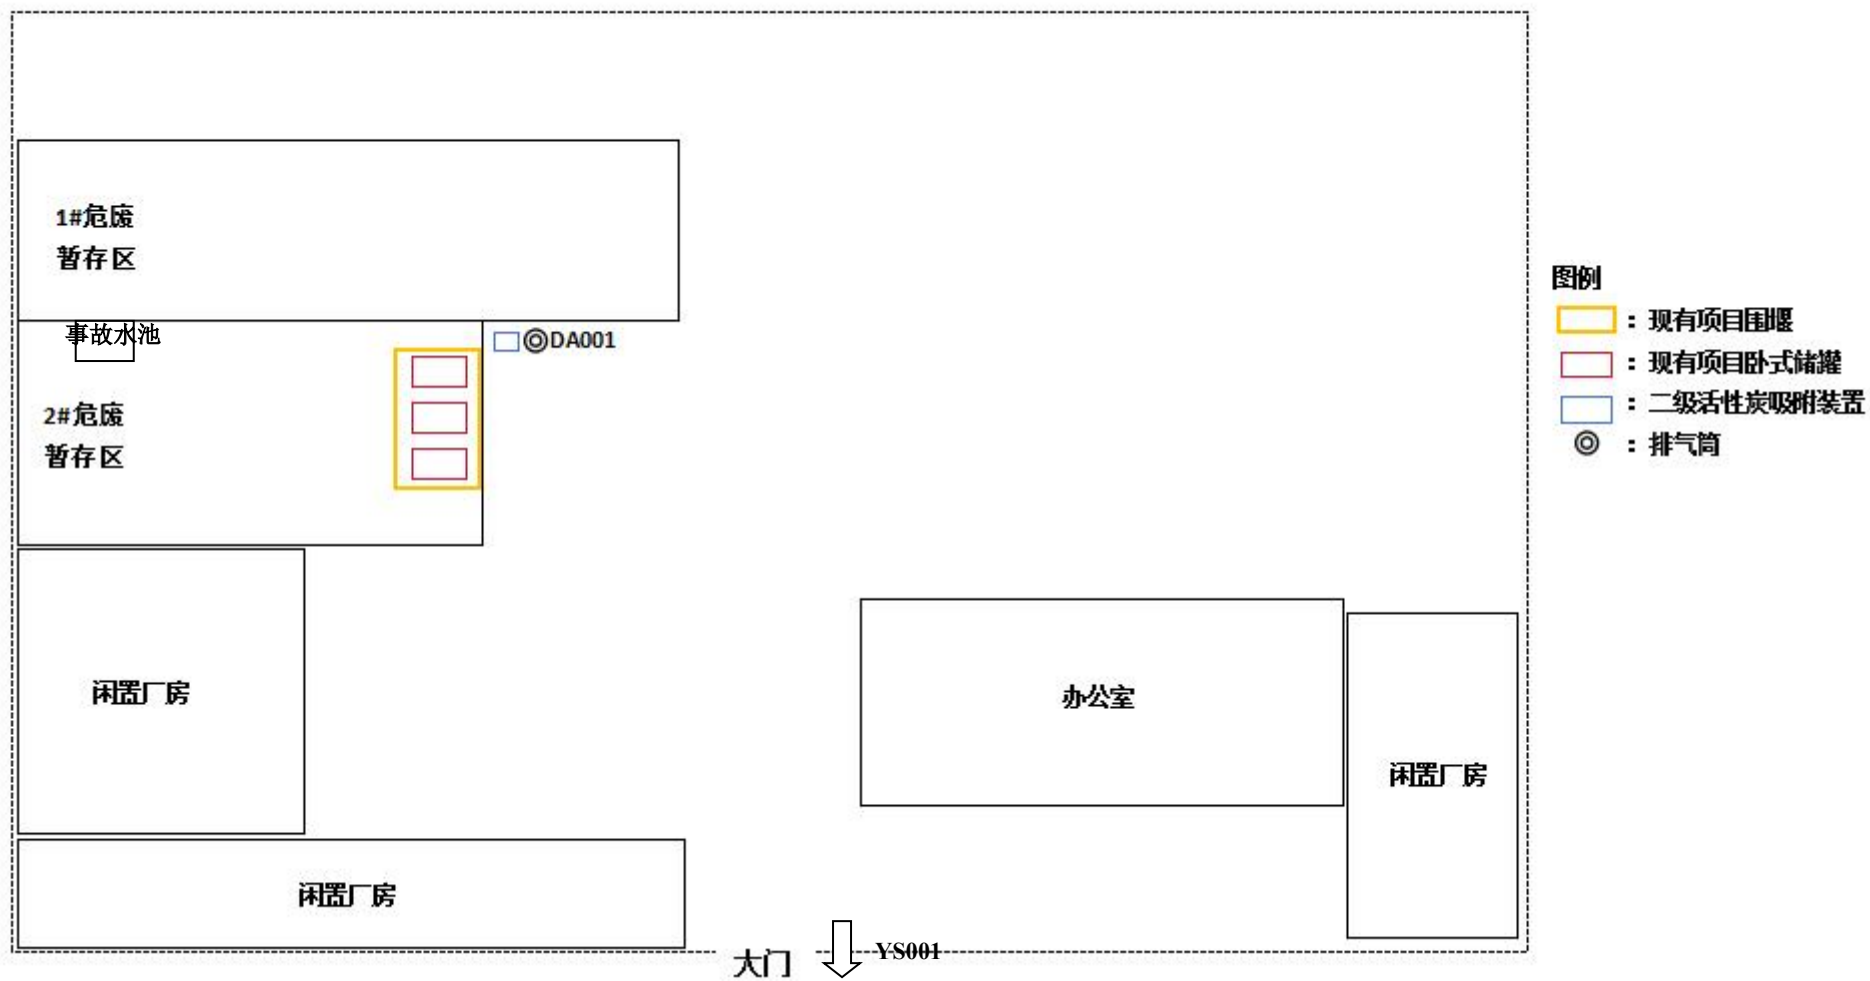 1#危废
暂存区
事故水池
DA001
2#危废
暂存区
闲置厂房
闲置厂房
办公室
闲置厂房
大门
YS001
图例
：现有项目围堰
：现有项目卧式储罐
：二级活性炭吸附装置
：排气筒